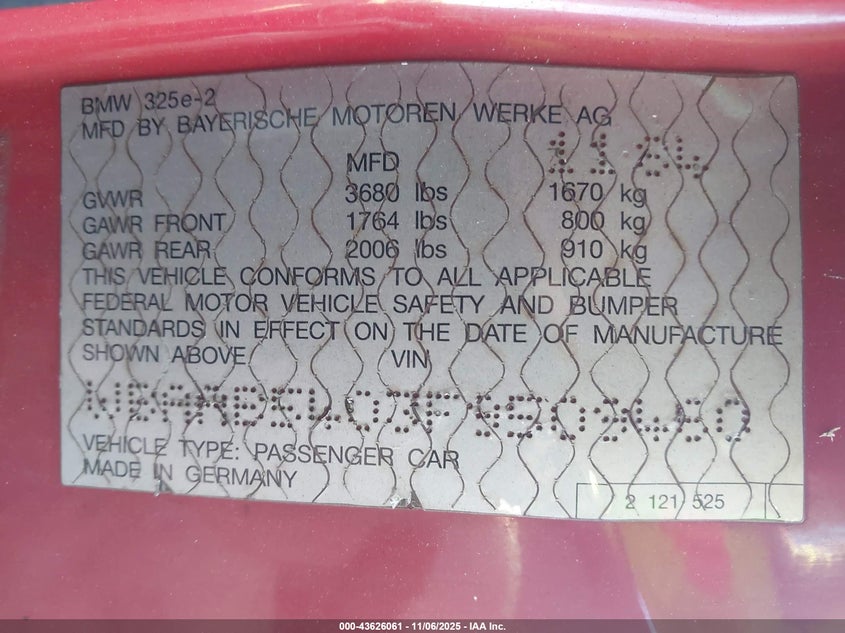 BMW 325e-2
MFD BY BAYERISCHE MOTOREN WERKE AG
MFD 11 84
GVWR 3680 lbs 1670 kg
GAWR FRONT 1764 lbs 800 kg
GAWR REAR 2006 lbs 910 kg
THIS VEHICLE CONFORMS TO ALL APPLICABLE
FEDERAL MOTOR VEHICLE SAFETY AND BUMPER
STANDARDS IN EFFECT ON THE DATE OF MANUFACTURE
SHOWN ABOVE VIN
VEHICLE TYPE: PASSENGER CAR
MADE IN GERMANY
2 121 525
000-43626061 - 11/06/2025 - IAA Inc.